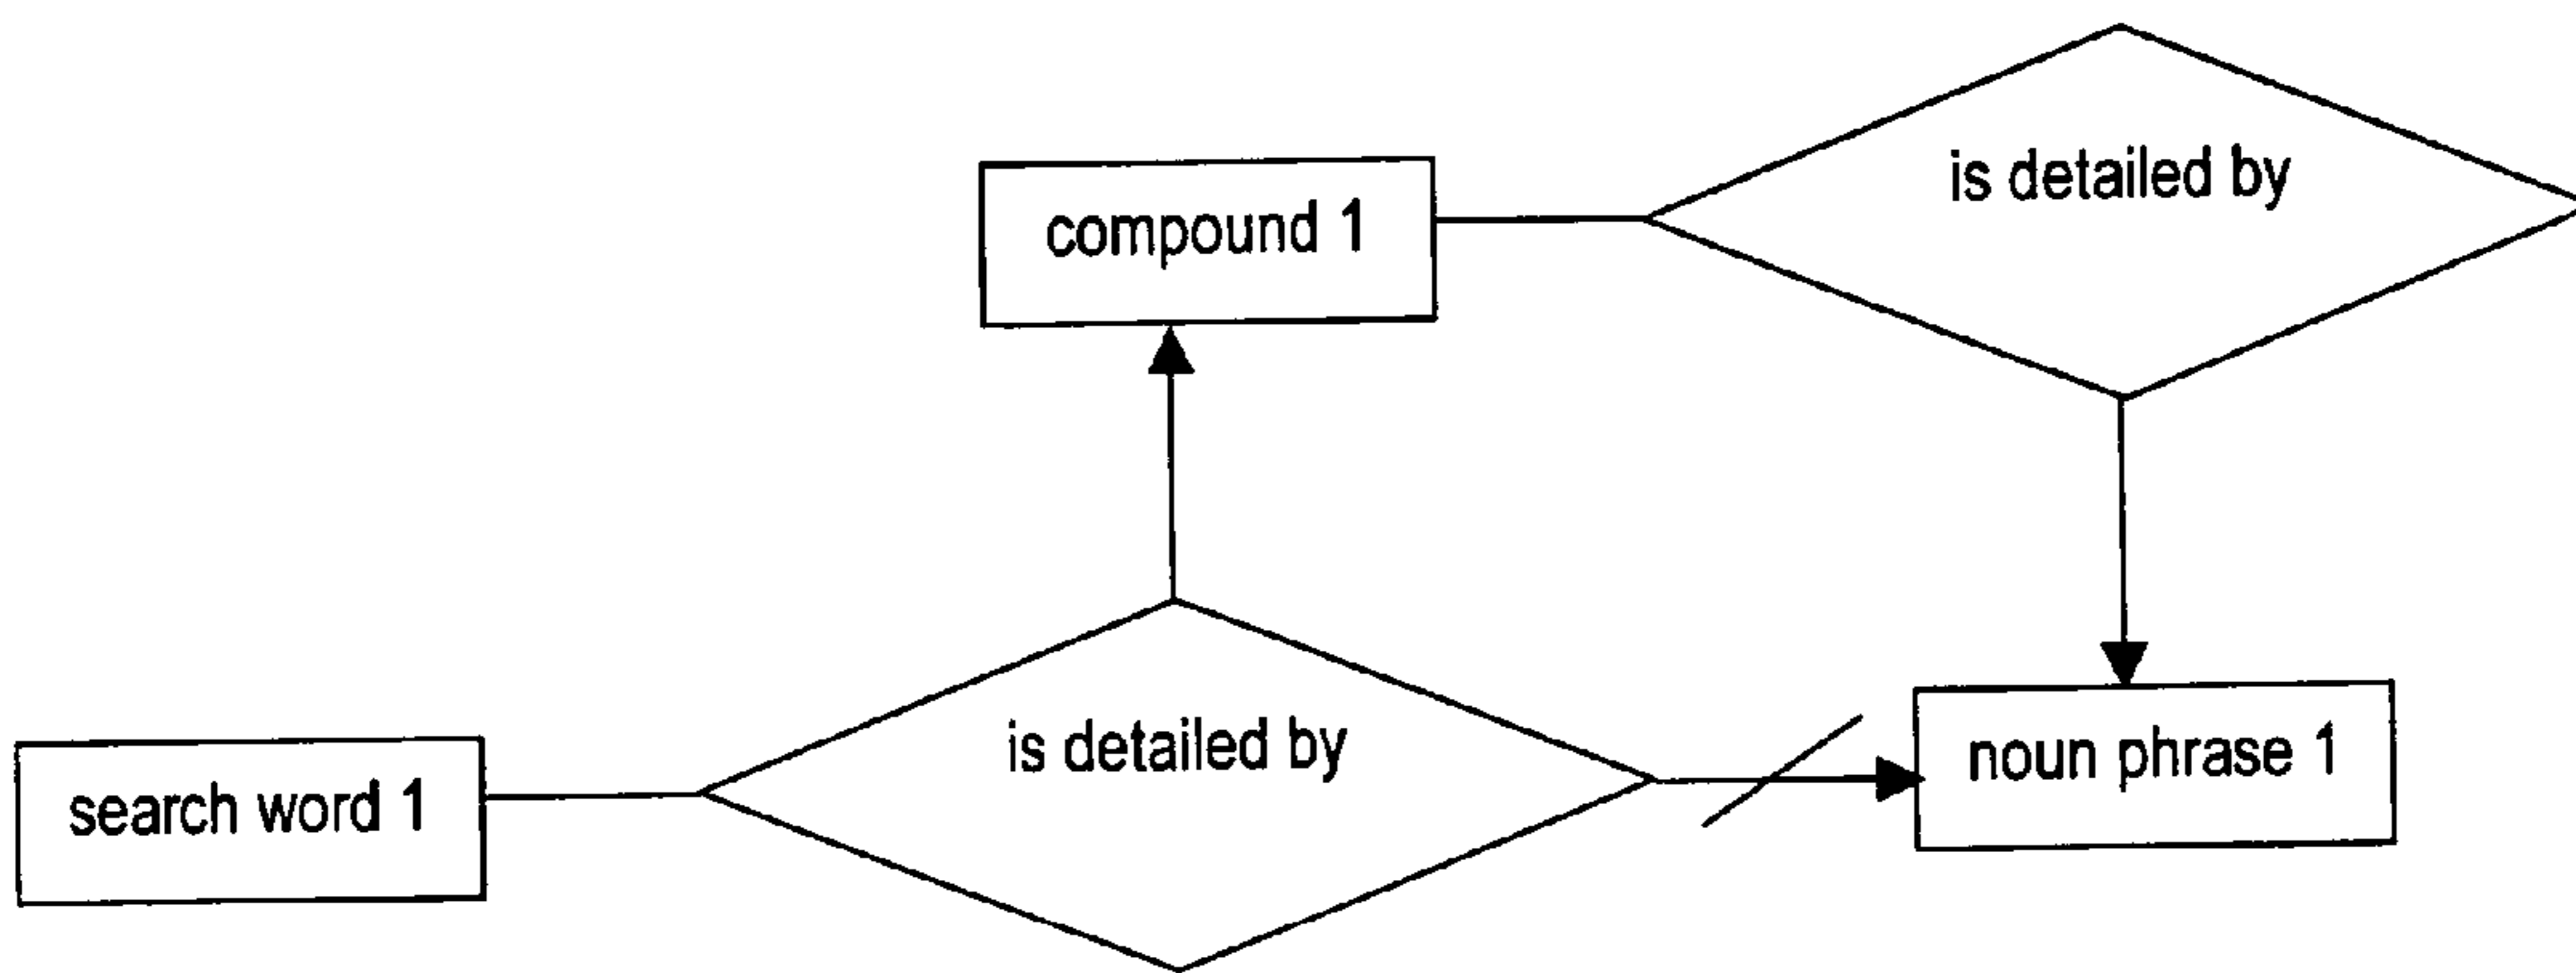 is detailed by
compound 1
is detailed by
noun phrase 1
search word 1